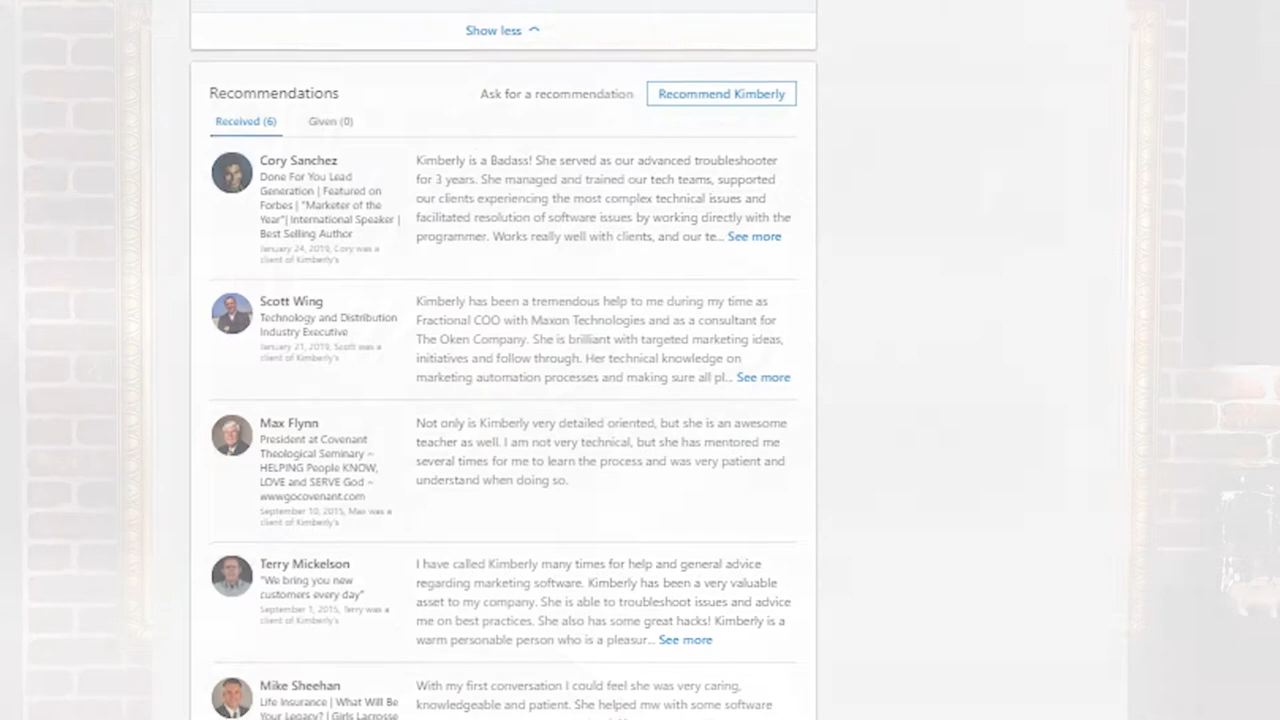 Show less
Recommendations
Ask for a recommendation
Recommend Kimberly
Received (6)
Given (0)
Cory Sanchez
Done For You Lead
Generation | Featured on
Forbes | "Marketer of the
Year"| International Speaker |
Best Selling Author
January 24, 2019, Cory was a
client of Kimberly's
Kimberly is a Badass! She served as our advanced troubleshooter
for 3 years. She managed and trained our tech teams, supported
our clients experiencing the most complex technical issues and
facilitated resolution of software issues by working directly with the
programmer. Works really well with clients, and our te... See more
Scott Wing
Technology and Distribution
Industry Executive
January 21, 2019, Scott was a
client of Kimberly's
Kimberly has been a tremendous help to me during my time as
Fractional COO with Maxon Technologies and as a consultant for
The Oken Company. She is brilliant with targeted marketing ideas,
initiatives and follow through. Her technical knowledge on
marketing automation processes and making sure all pl... See more
Max Flynn
President at Covenant
Theological Seminary ~
HELPING People KNOW,
LOVE and SERVE God ~
www.gocovenant.com
September 10, 2015, Max was a
client of Kimberly's
Not only is Kimberly very detailed oriented, but she is an awesome
teacher as well. I am not very technical, but she has mentored me
several times for me to learn the process and was very patient and
understand when doing so.
Terry Mickelson
"We bring you new
customers every day"
September 1, 2015, Terry was a
client of Kimberly's
I have called Kimberly many times for help and general advice
regarding marketing software. Kimberly has been a very valuable
asset to my company. She is able to troubleshoot issues and advice
me on best practices. She also has some great hacks! Kimberly is a
warm personable person who is a pleasur... See more
Mike Sheehan
Life Insurance | What Will Be
Your Legacy? | Girls Lacrosse
With my first conversation I could feel she was very caring,
knowledgeable and patient. She helped mw with some software